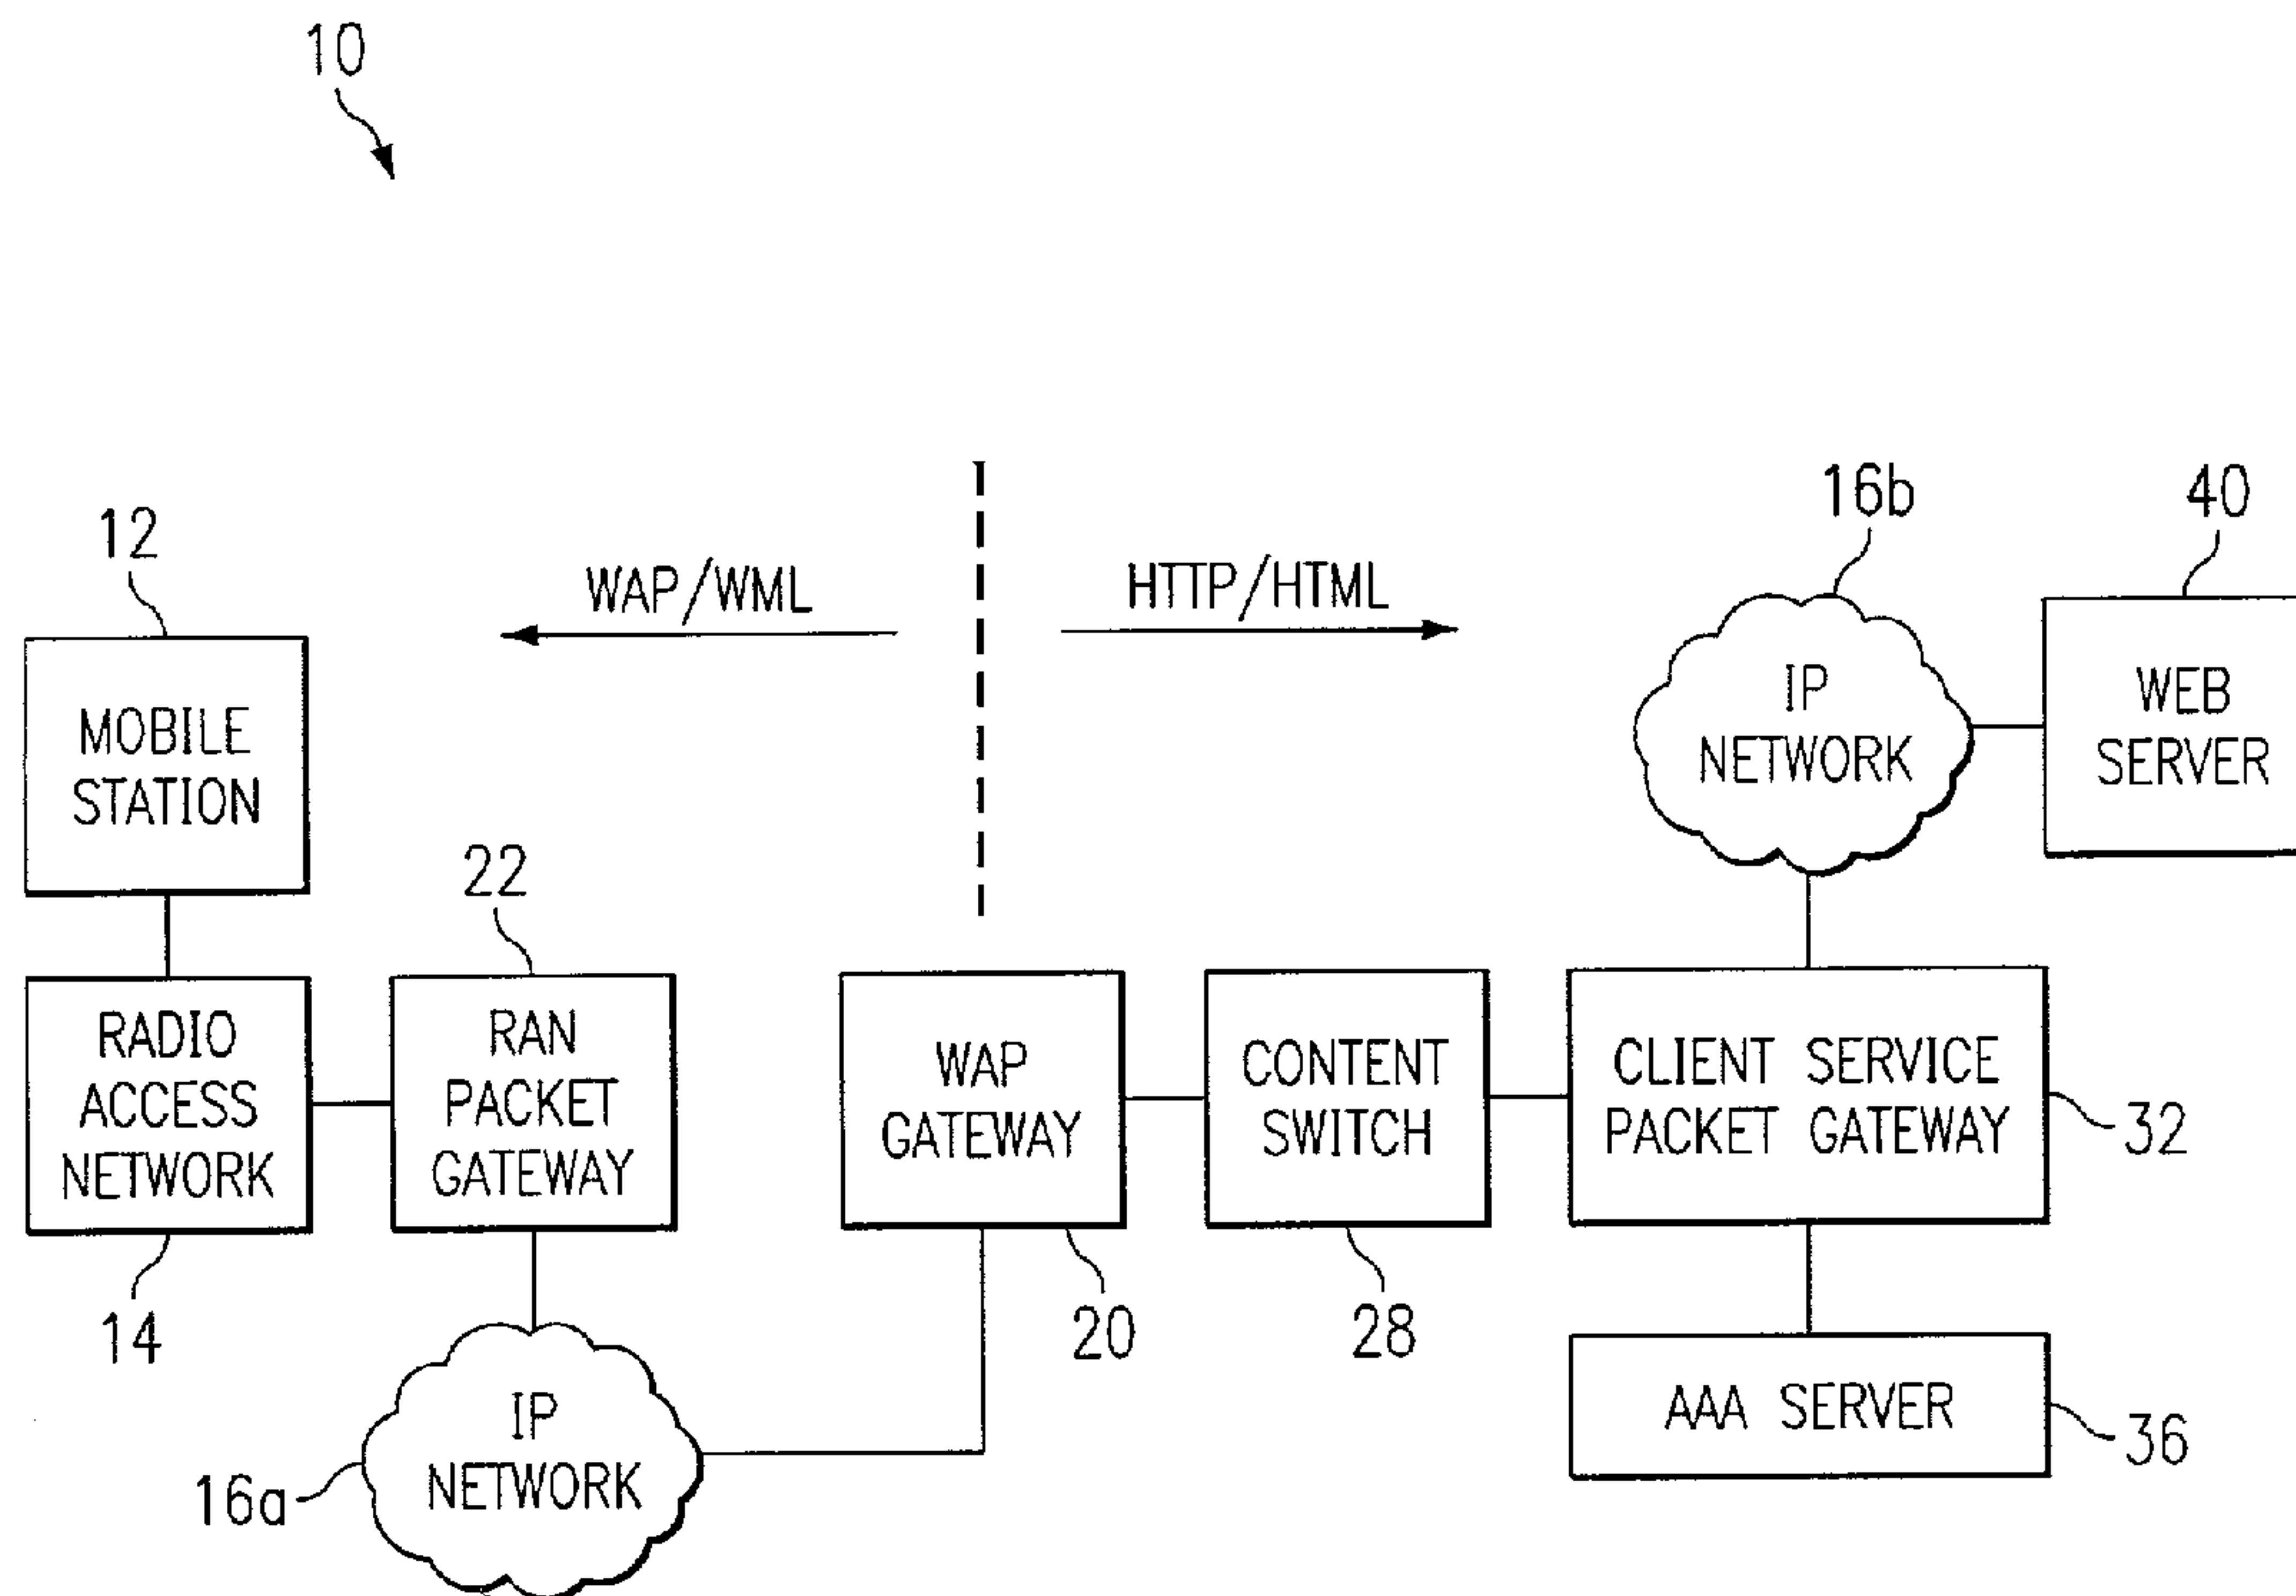 10
16b
40
12
WAP/WML
HTTP/HTML
MOBILE
STATION
IP
NETWORK
WEB
SERVER
22
RADIO
ACCESS
NETWORK
RAN
PACKET
GATEWAY
WAP
GATEWAY
CONTENT
SWITCH
CLIENT SERVICE
PACKET GATEWAY
32
14
20
28
IP
NETWORK
16a
AAA SERVER
36